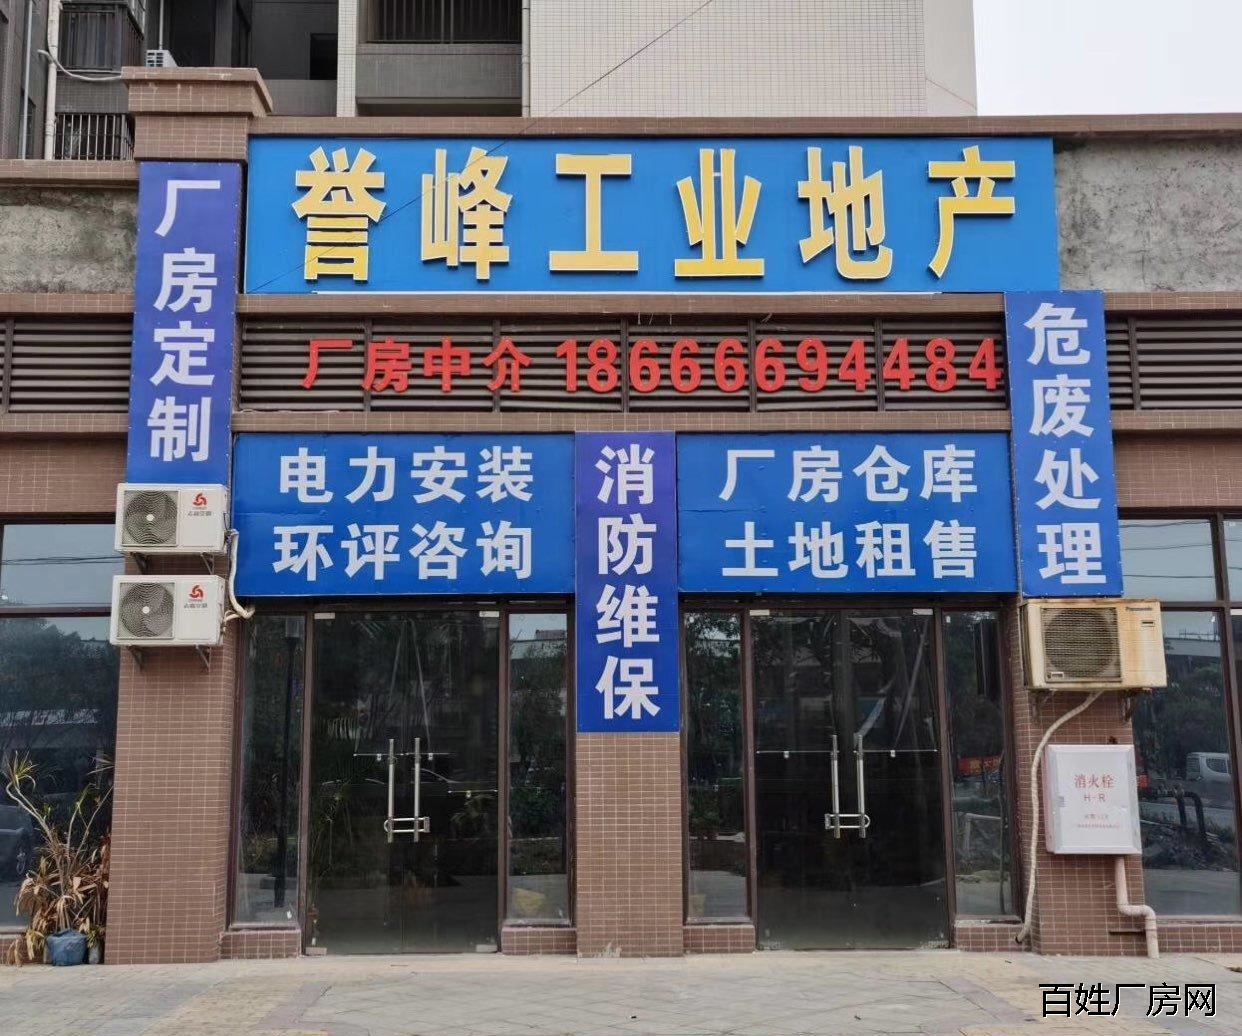 誉峰工业地产
厂房定制
厂房中介 18666694484
危废处理
电力安装
环评咨询
消防维保
厂房仓库
土地租售
消火栓
H-R
百姓厂房网